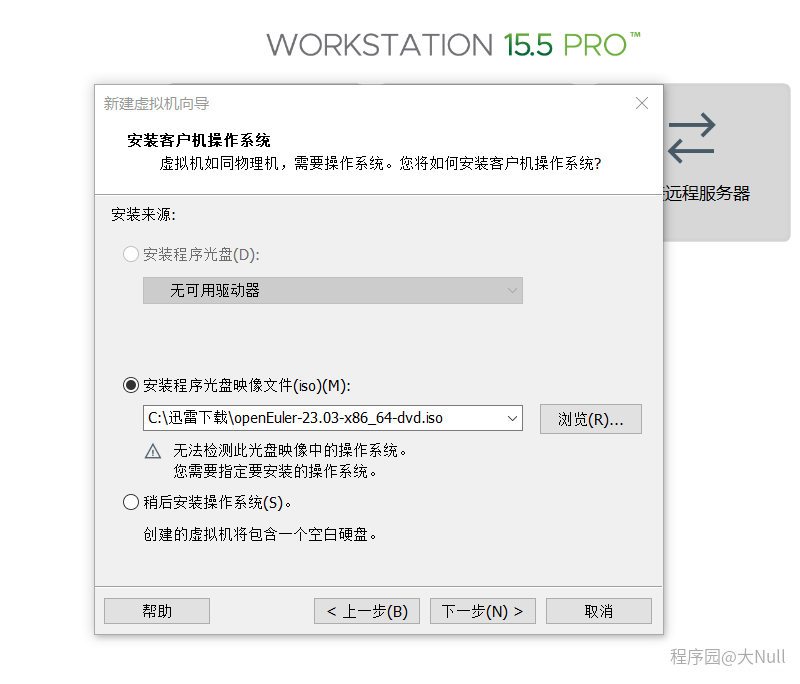 WORKSTATION 15.5 PRO™
新建虚拟机向导
安装客户机操作系统
虚拟机如同物理机，需要操作系统。您将如何安装客户机操作系统?
远程服务器
安装来源:
安装程序光盘(D):
无可用驱动器
安装程序光盘映像文件(iso)(M):
C:\迅雷下载\openEuler-23.03-x86_64-dvd.iso
浏览(R)...
无法检测此光盘映像中的操作系统。
您需要指定要安装的操作系统。
稍后安装操作系统(S)。
创建的虚拟机将包含一个空白硬盘。
帮助
< 上一步(B)
下一步(N) >
取消
程序园@大Null